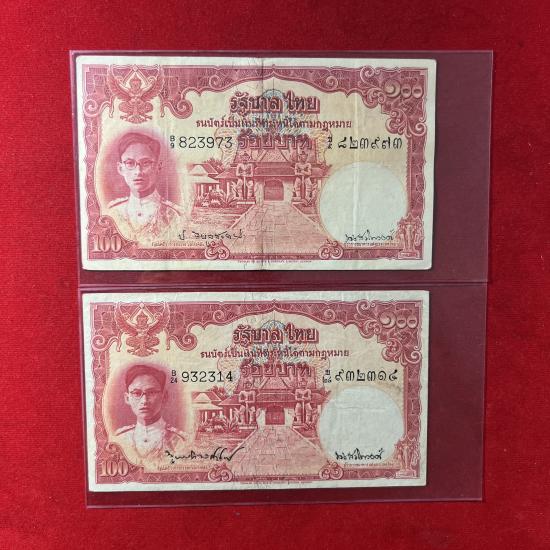 ๑๐๐
รัฐบาลไทย
ธนบัตร์เป็นเงินที่ชำระหนี้ได้ตามกฎหมาย
B/9 823973 ๘๒๓๙๗๓
ร้อยบาท
100
๑๐๐
รัฐบาลไทย
ธนบัตร์เป็นเงินที่ชำระหนี้ได้ตามกฎหมาย
B/24 932314 ๙๓๒๓๑๔
ร้อยบาท
100